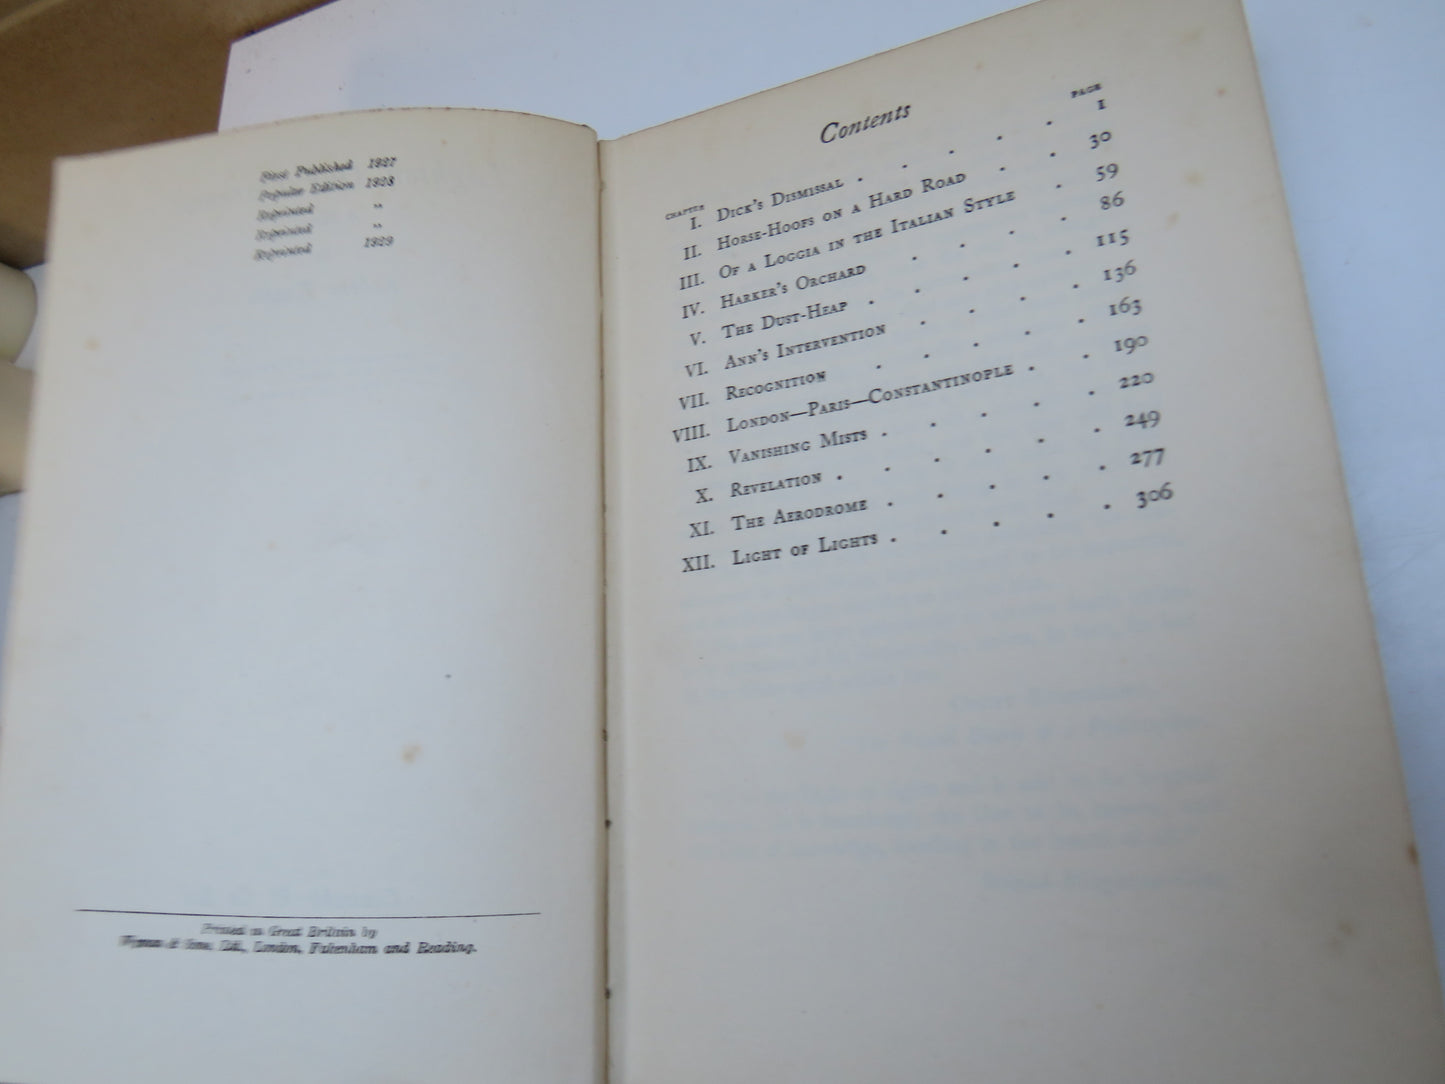 First Published 1927
Popular Edition 1928
Reprinted "
Reprinted "
Reprinted 1929
Printed in Great Britain by
Wyman & Sons, Ltd., London, Fakenham and Reading.
Contents
CHAPTER PAGE
I. DICK'S DISMISSAL . . . . . 1
II. HORSE-HOOFS ON A HARD ROAD . . 30
III. OF A LOGGIA IN THE ITALIAN STYLE . 59
IV. HARKER'S ORCHARD . . . . 86
V. THE DUST-HEAP . . . . . 115
VI. ANN'S INTERVENTION . . . . 136
VII. RECOGNITION . . . . . 163
VIII. LONDON—PARIS—CONSTANTINOPLE . . 190
IX. VANISHING MISTS . . . . . 220
X. REVELATION . . . . . . 249
XI. THE AERODROME . . . . . 277
XII. LIGHT OF LIGHTS . . . . . 306